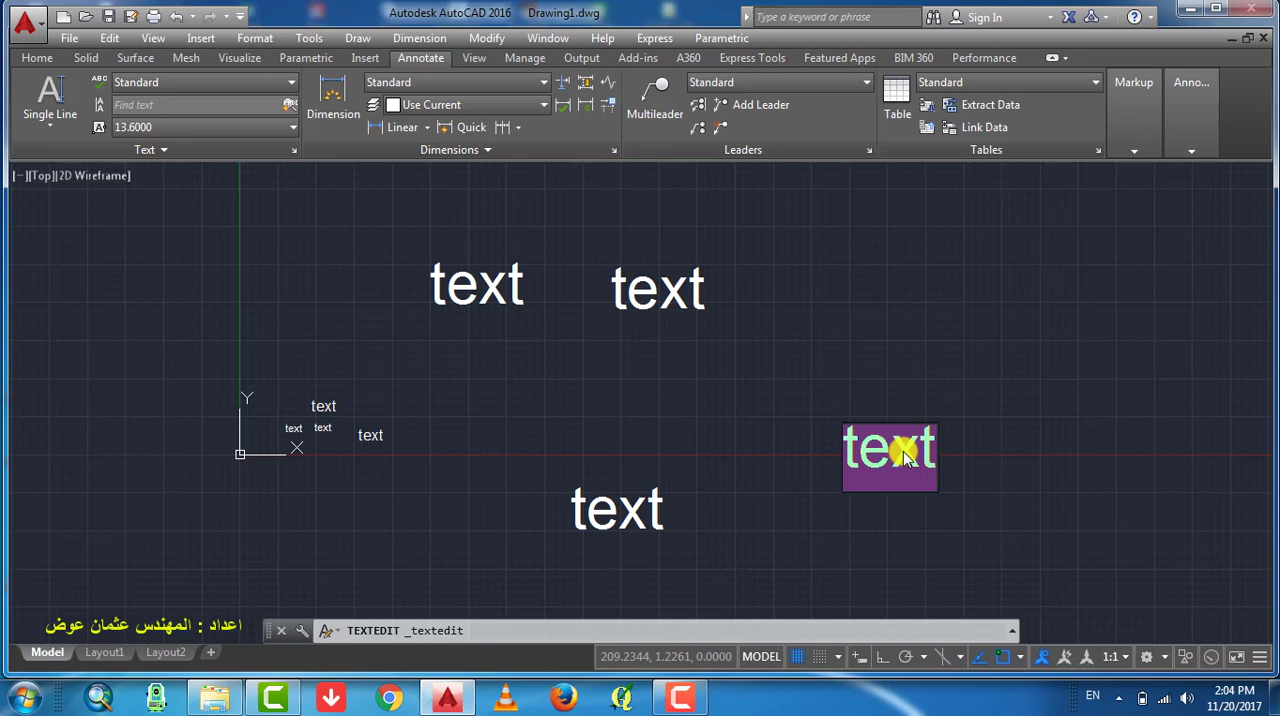 Autodesk AutoCAD 2016 Drawing1.dwg Type a keyword or phrase Sign In
File Edit View Insert Format Tools Draw Dimension Modify Window Help Express Parametric
Home Solid Surface Mesh Visualize Parametric Insert Annotate View Manage Output Add-ins A360 Express Tools Featured Apps BIM 360 Performance
Single Line
Standard
Find text
13.6000
Text
Dimension
Standard
Use Current
Linear Quick
Dimensions
Multileader
Standard
Add Leader
Leaders
Table
Standard
Extract Data
Link Data
Tables
Markup
Anno...
[−][Top][2D Wireframe]
text text
Y
text
text text
text
X
text
text
اعداد : المهندس عثمان عوض
TEXTEDIT _textedit
Model Layout1 Layout2 +
209.2344, 1.2261, 0.0000 MODEL 1:1
EN 2:04 PM
11/20/2017